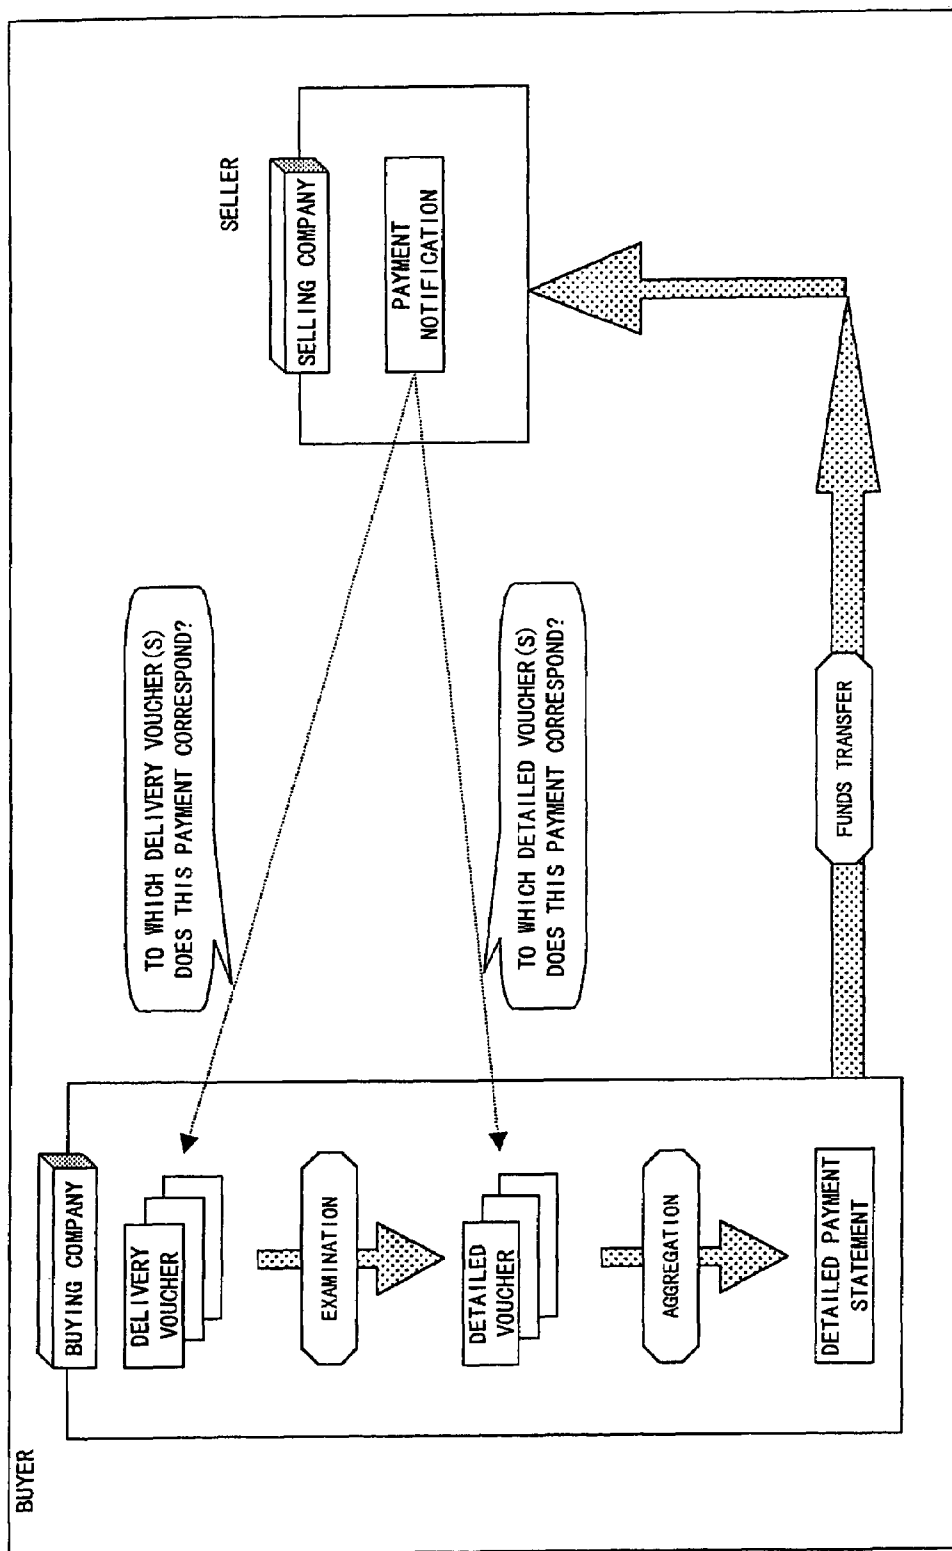 BUYER
BUYING COMPANY
DELIVERY
VOUCHER
EXAMINATION
DETAILED
VOUCHER
AGGREGATION
DETAILED PAYMENT
STATEMENT
TO WHICH DELIVERY VOUCHER(S)
DOES THIS PAYMENT CORRESPOND?
TO WHICH DETAILED VOUCHER(S)
DOES THIS PAYMENT CORRESPOND?
FUNDS TRANSFER
SELLER
SELLING COMPANY
PAYMENT
NOTIFICATION